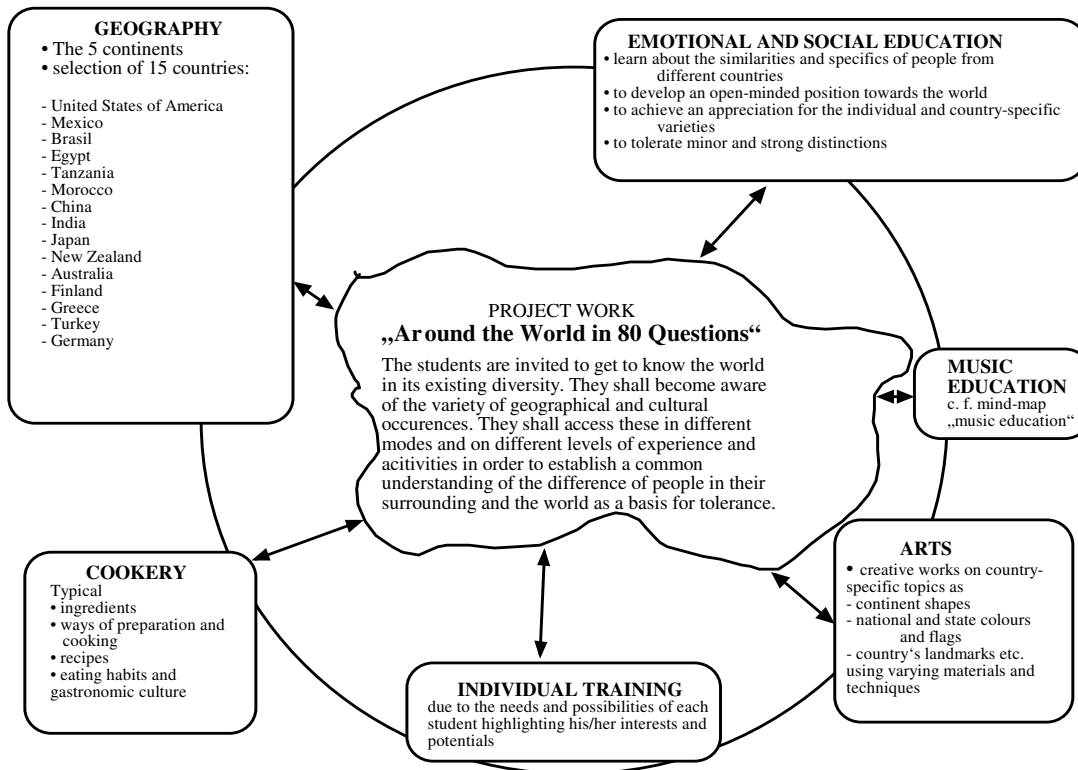 GEOGRAPHY
• The 5 continents
• selection of 15 countries:
- United States of America
- Mexico
- Brasil
- Egypt
- Tanzania
- Morocco
- China
- India
- Japan
- New Zealand
- Australia
- Finland
- Greece
- Turkey
- Germany
EMOTIONAL AND SOCIAL EDUCATION
• learn about the similarities and specifics of people from
different countries
• to develop an open-minded position towards the world
• to achieve an appreciation for the individual and country-specific
varieties
• to tolerate minor and strong distinctions
PROJECT WORK
„Around the World in 80 Questions“
The students are invited to get to know the world
in its existing diversity. They shall become aware
of the variety of geographical and cultural
occurences. They shall access these in different
modes and on different levels of experience and
acitivities in order to establish a common
understanding of the difference of people in their
surrounding and the world as a basis for tolerance.
MUSIC
EDUCATION
c. f. mind-map
„music education“
COOKERY
Typical
• ingredients
• ways of preparation and
cooking
• recipes
• eating habits and
gastronomic culture
INDIVIDUAL TRAINING
due to the needs and possibilities of each
student highlighting his/her interests and
potentials
ARTS
• creative works on country-
specific topics as
- continent shapes
- national and state colours
and flags
- country‘s landmarks etc.
using varying materials and
techniques